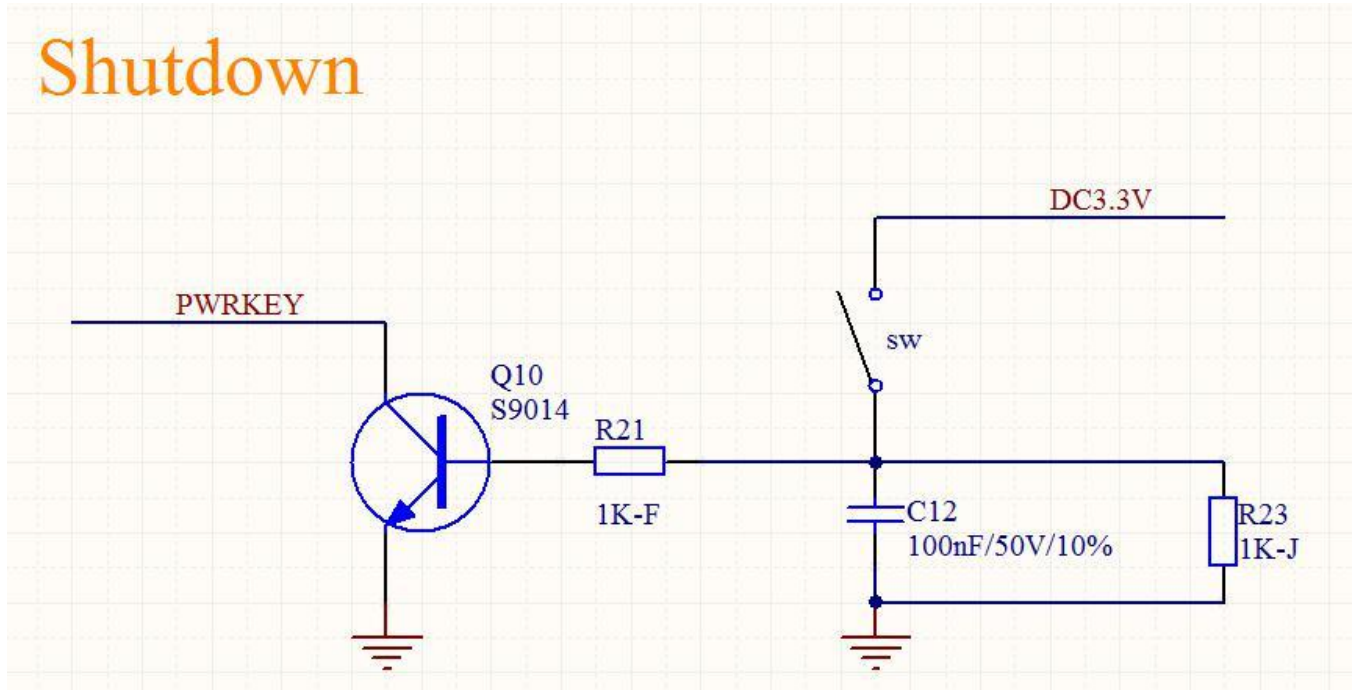 Shutdown
DC3.3V
PWRKEY
sw
Q10
S9014
R21
1K-F
C12
100nF/50V/10%
R23
1K-J